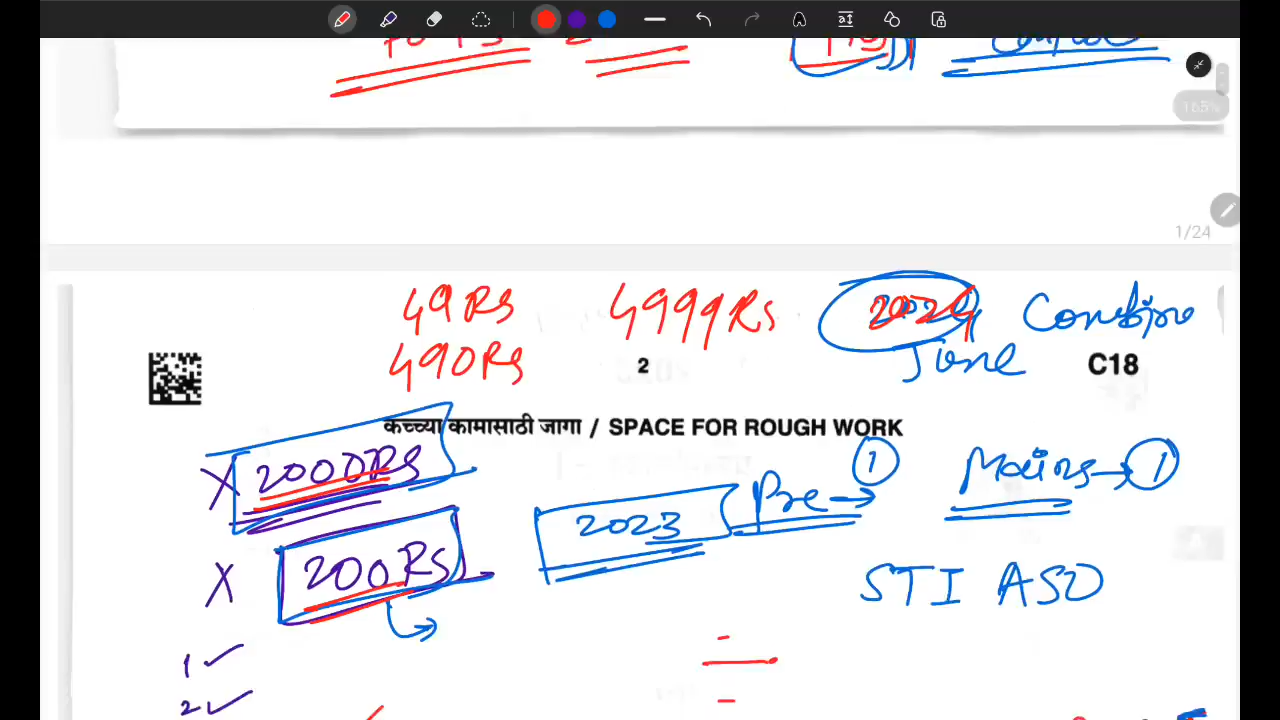 165%
1/24
49 Rs 4999 Rs 2024 Combine
490 Rs June
2 C18
कच्च्या कामासाठी जागा / SPACE FOR ROUGH WORK
X 2000 Rs Pre → 1 Mains → 1
2023
X 200 Rs STI ASO
1 ✓
2 ✓